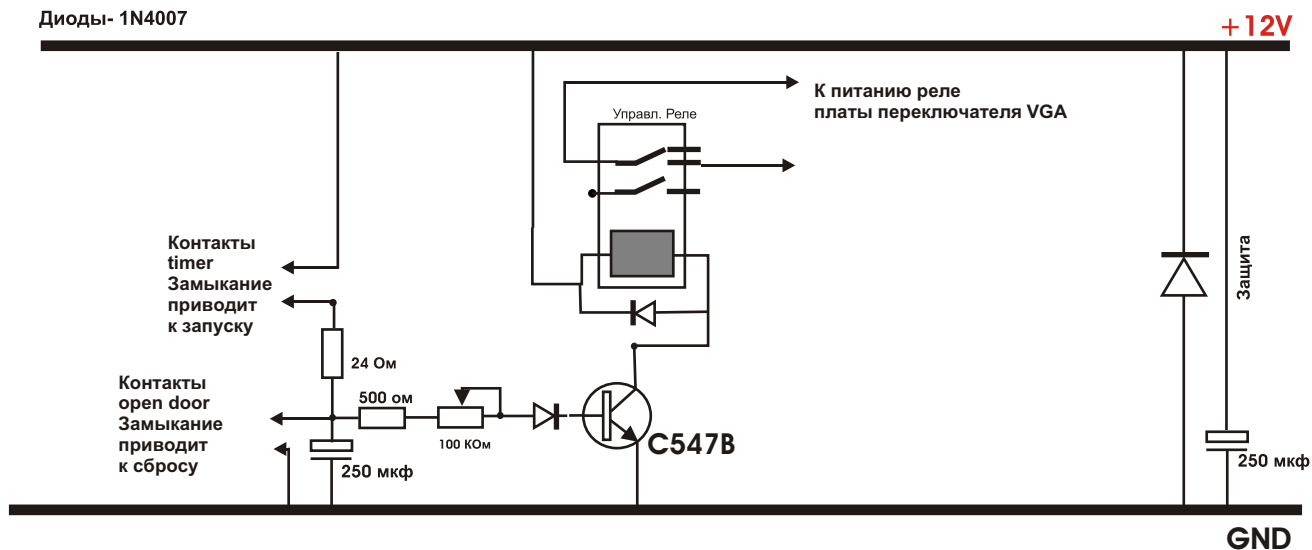 Диоды- 1N4007
+12V
К питанию реле
платы переключателя VGA
Управл. Реле
Контакты
timer
Замыкание
приводит
к запуску
Защита
24 Ом
Контакты
open door
Замыкание
приводит
к сбросу
500 ом
100 КОм
C547B
250 мкф
250 мкф
GND